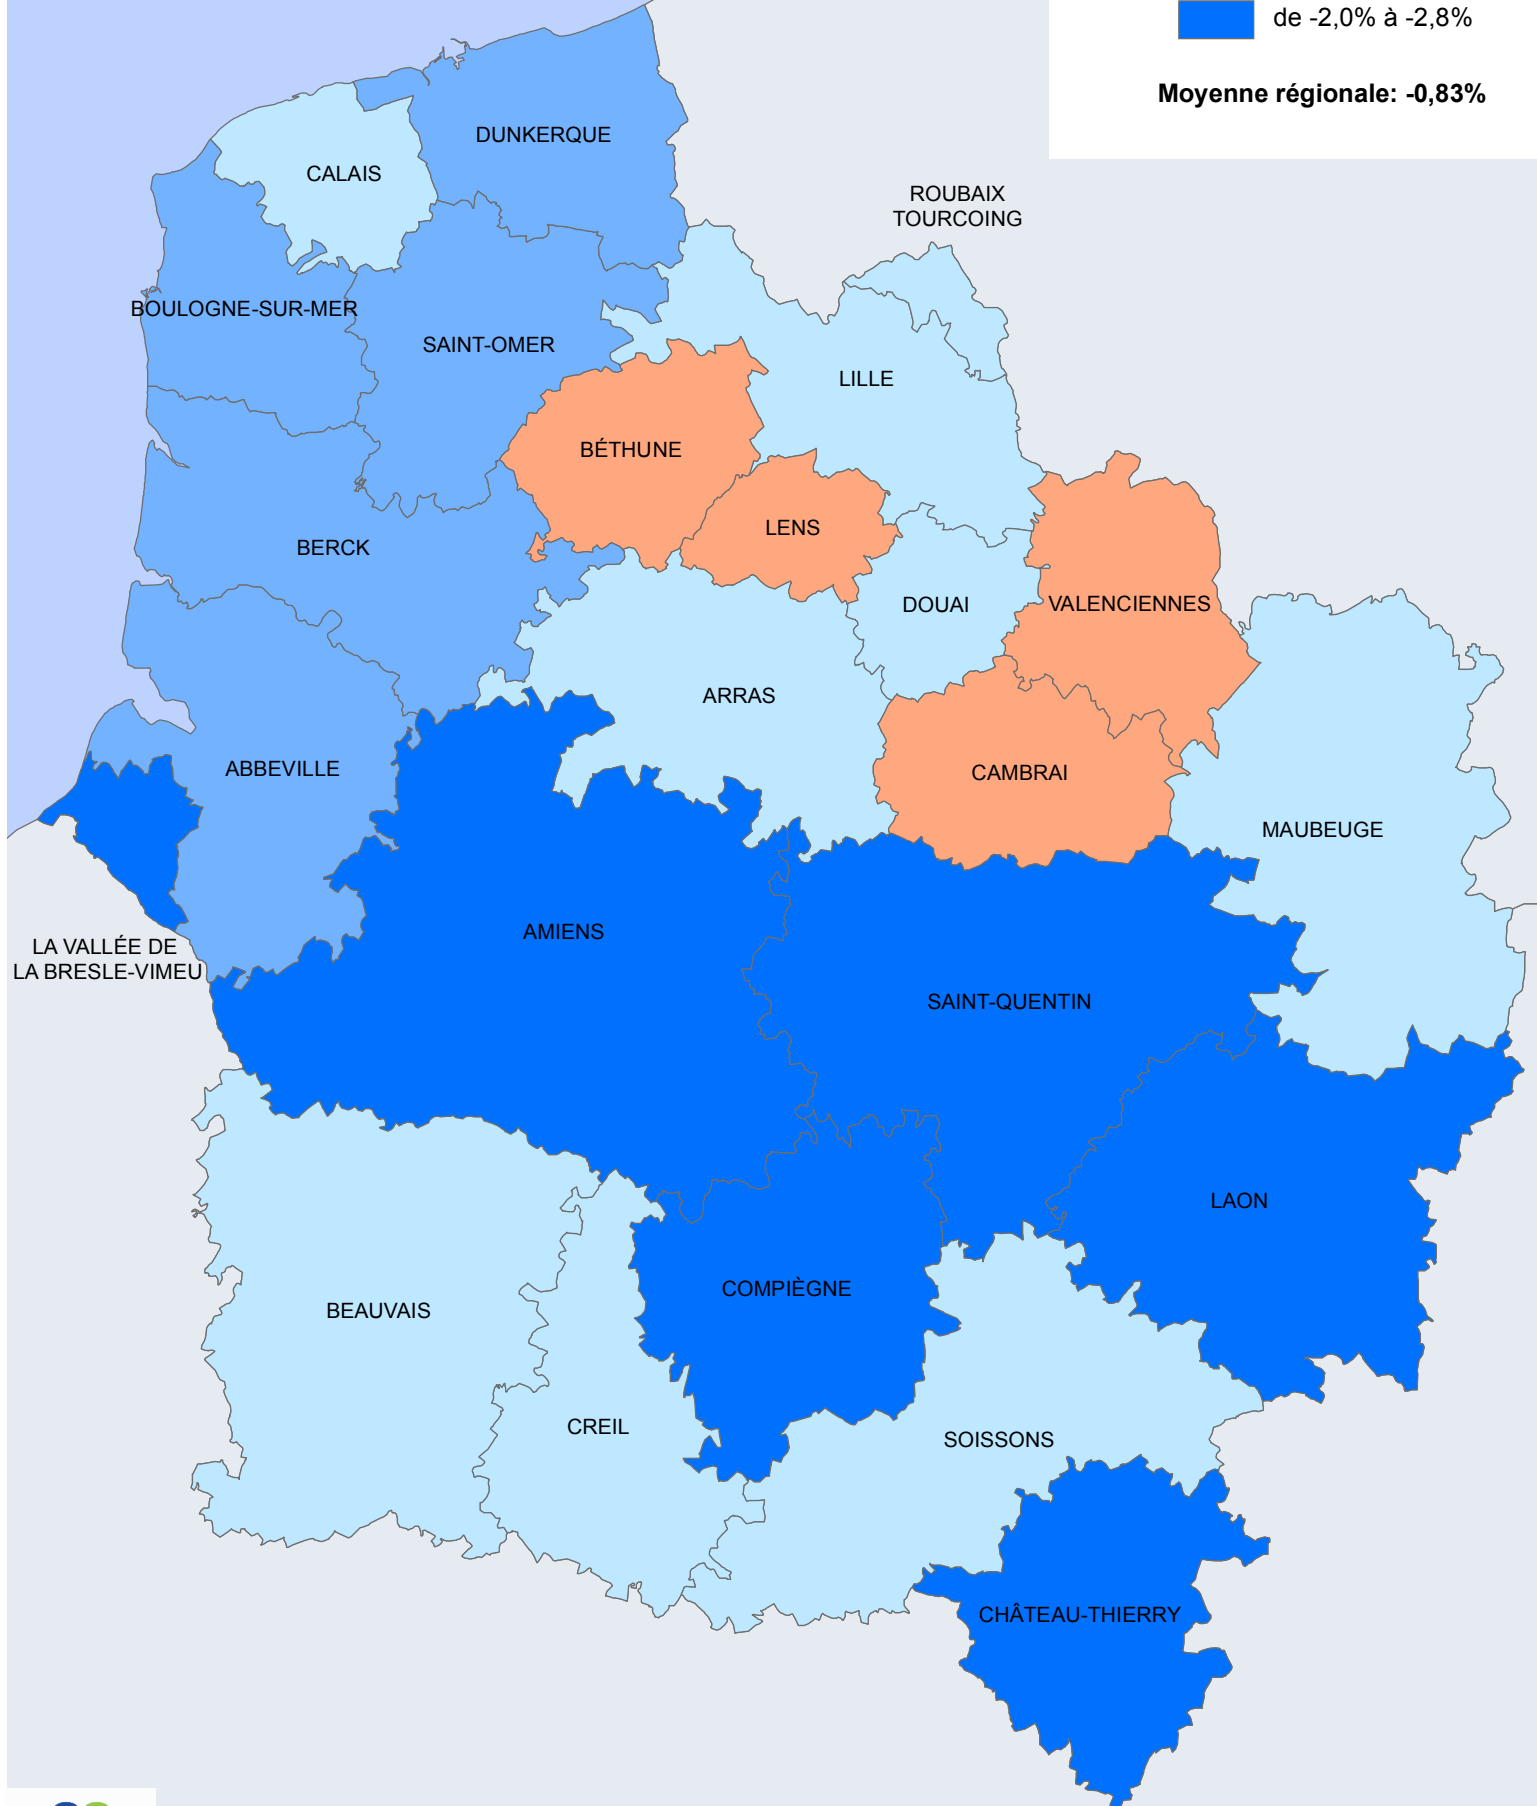 de -2,0% à -2,8%
Moyenne régionale: -0,83%
DUNKERQUE
CALAIS
ROUBAIX
TOURCOING
BOULOGNE-SUR-MER
SAINT-OMER
LILLE
BÉTHUNE
LENS
BERCK
DOUAI
VALENCIENNES
ARRAS
ABBEVILLE
CAMBRAI
MAUBEUGE
AMIENS
LA VALLÉE DE
LA BRESLE-VIMEU
SAINT-QUENTIN
LAON
COMPIÈGNE
BEAUVAIS
CREIL
SOISSONS
CHÂTEAU-THIERRY